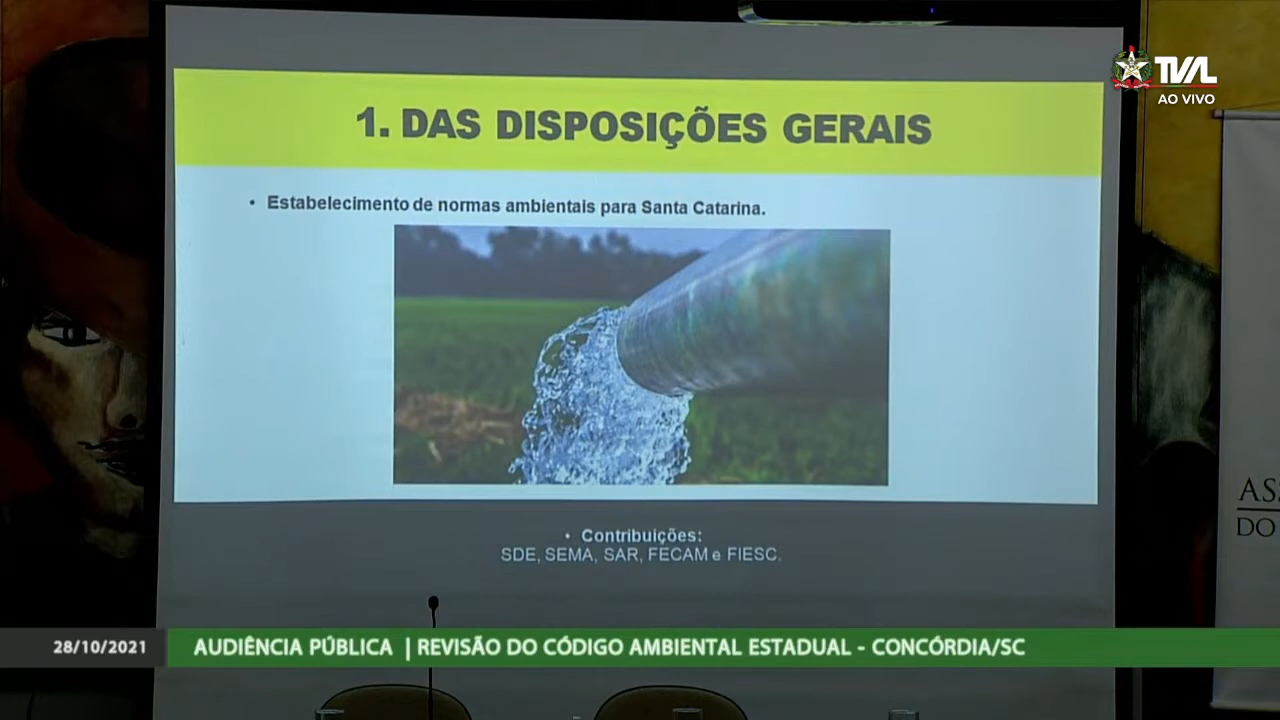 TVAL
AO VIVO
1. DAS DISPOSIÇÕES GERAIS
• Estabelecimento de normas ambientais para Santa Catarina.
• Contribuições:
SDE, SEMA, SAR, FECAM e FIESC.
AS
DO
28/10/2021
AUDIÊNCIA PÚBLICA | REVISÃO DO CÓDIGO AMBIENTAL ESTADUAL - CONCÓRDIA/SC